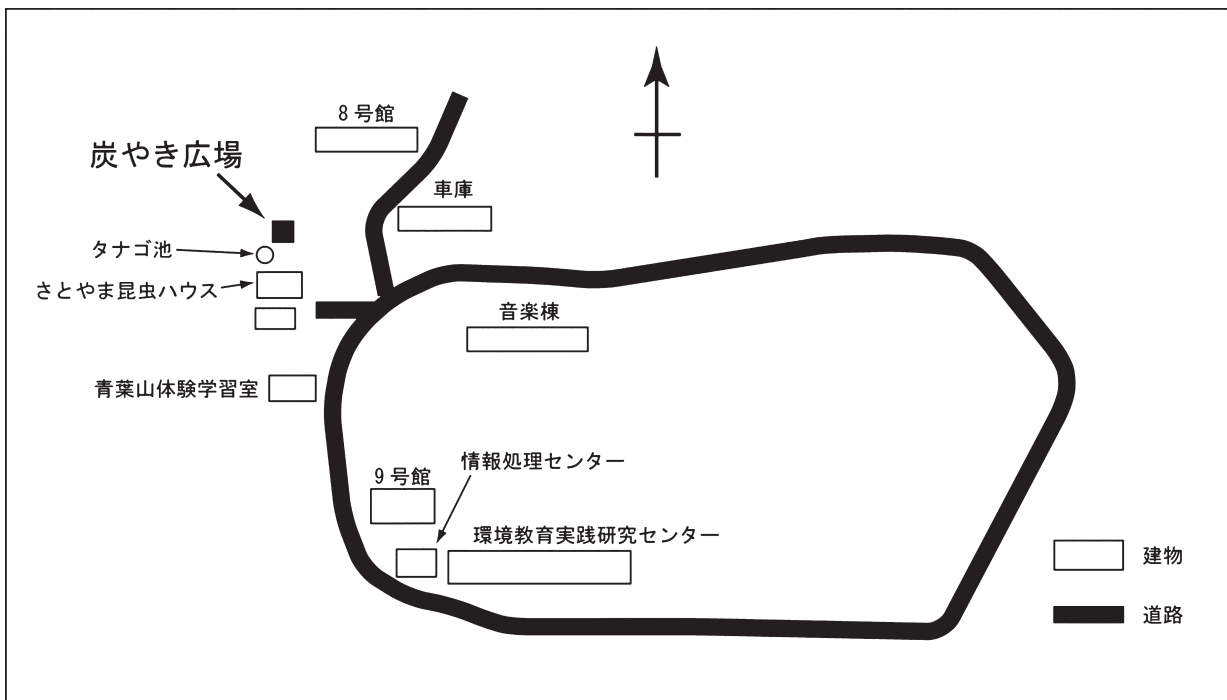 8号館
炭やき広場
車庫
タナゴ池
さとやま昆虫ハウス
音楽棟
青葉山体験学習室
情報処理センター
9号館
環境教育実践研究センター
建物
道路